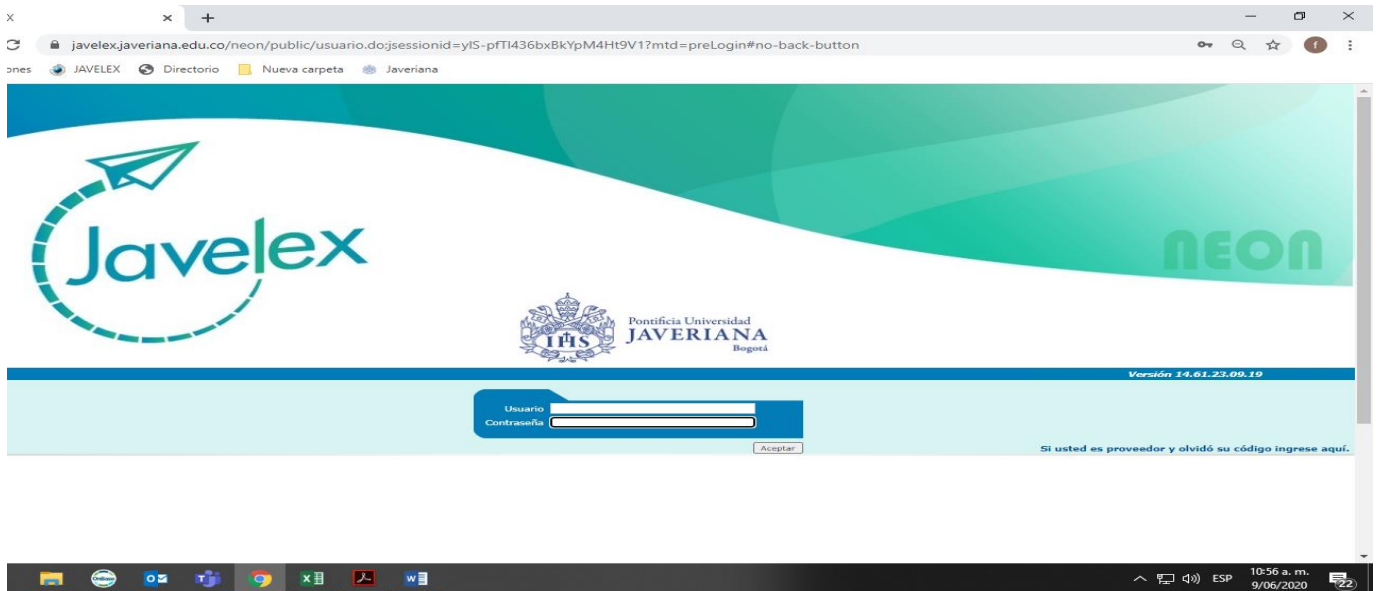 javelex.javeriana.edu.co/neon/public/usuario.do;jsessionid=yIS-pfTI436bxBkYpM4Ht9V1?mtd=preLogin#no-back-button
f
ones JAVELEX Directorio Nueva carpeta Javeriana
Javelex
NEON
IHS
Pontificia Universidad
JAVERIANA
Bogotá
Versión 14.61.23.09.19
Usuario
Contraseña
Aceptar
Si usted es proveedor y olvidó su código ingrese aquí.
OnBase
ESP
10:56 a. m.
9/06/2020
22